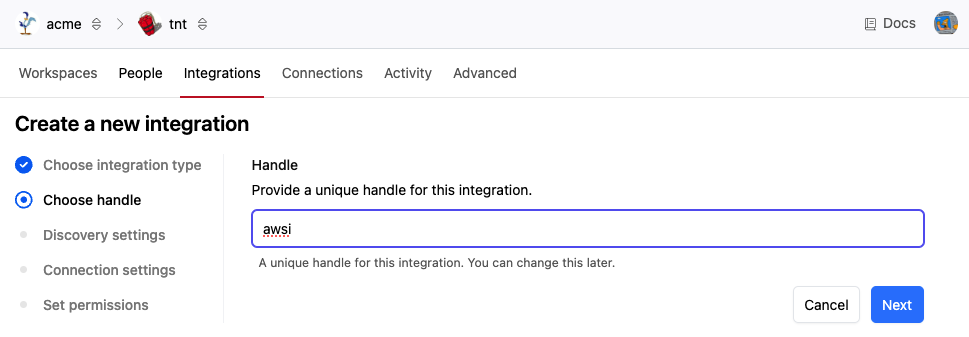 acme tnt Docs
Workspaces People Integrations Connections Activity Advanced
Create a new integration
Choose integration type
Choose handle
Discovery settings
Connection settings
Set permissions
Handle
Provide a unique handle for this integration.
awsi
A unique handle for this integration. You can change this later.
Cancel Next